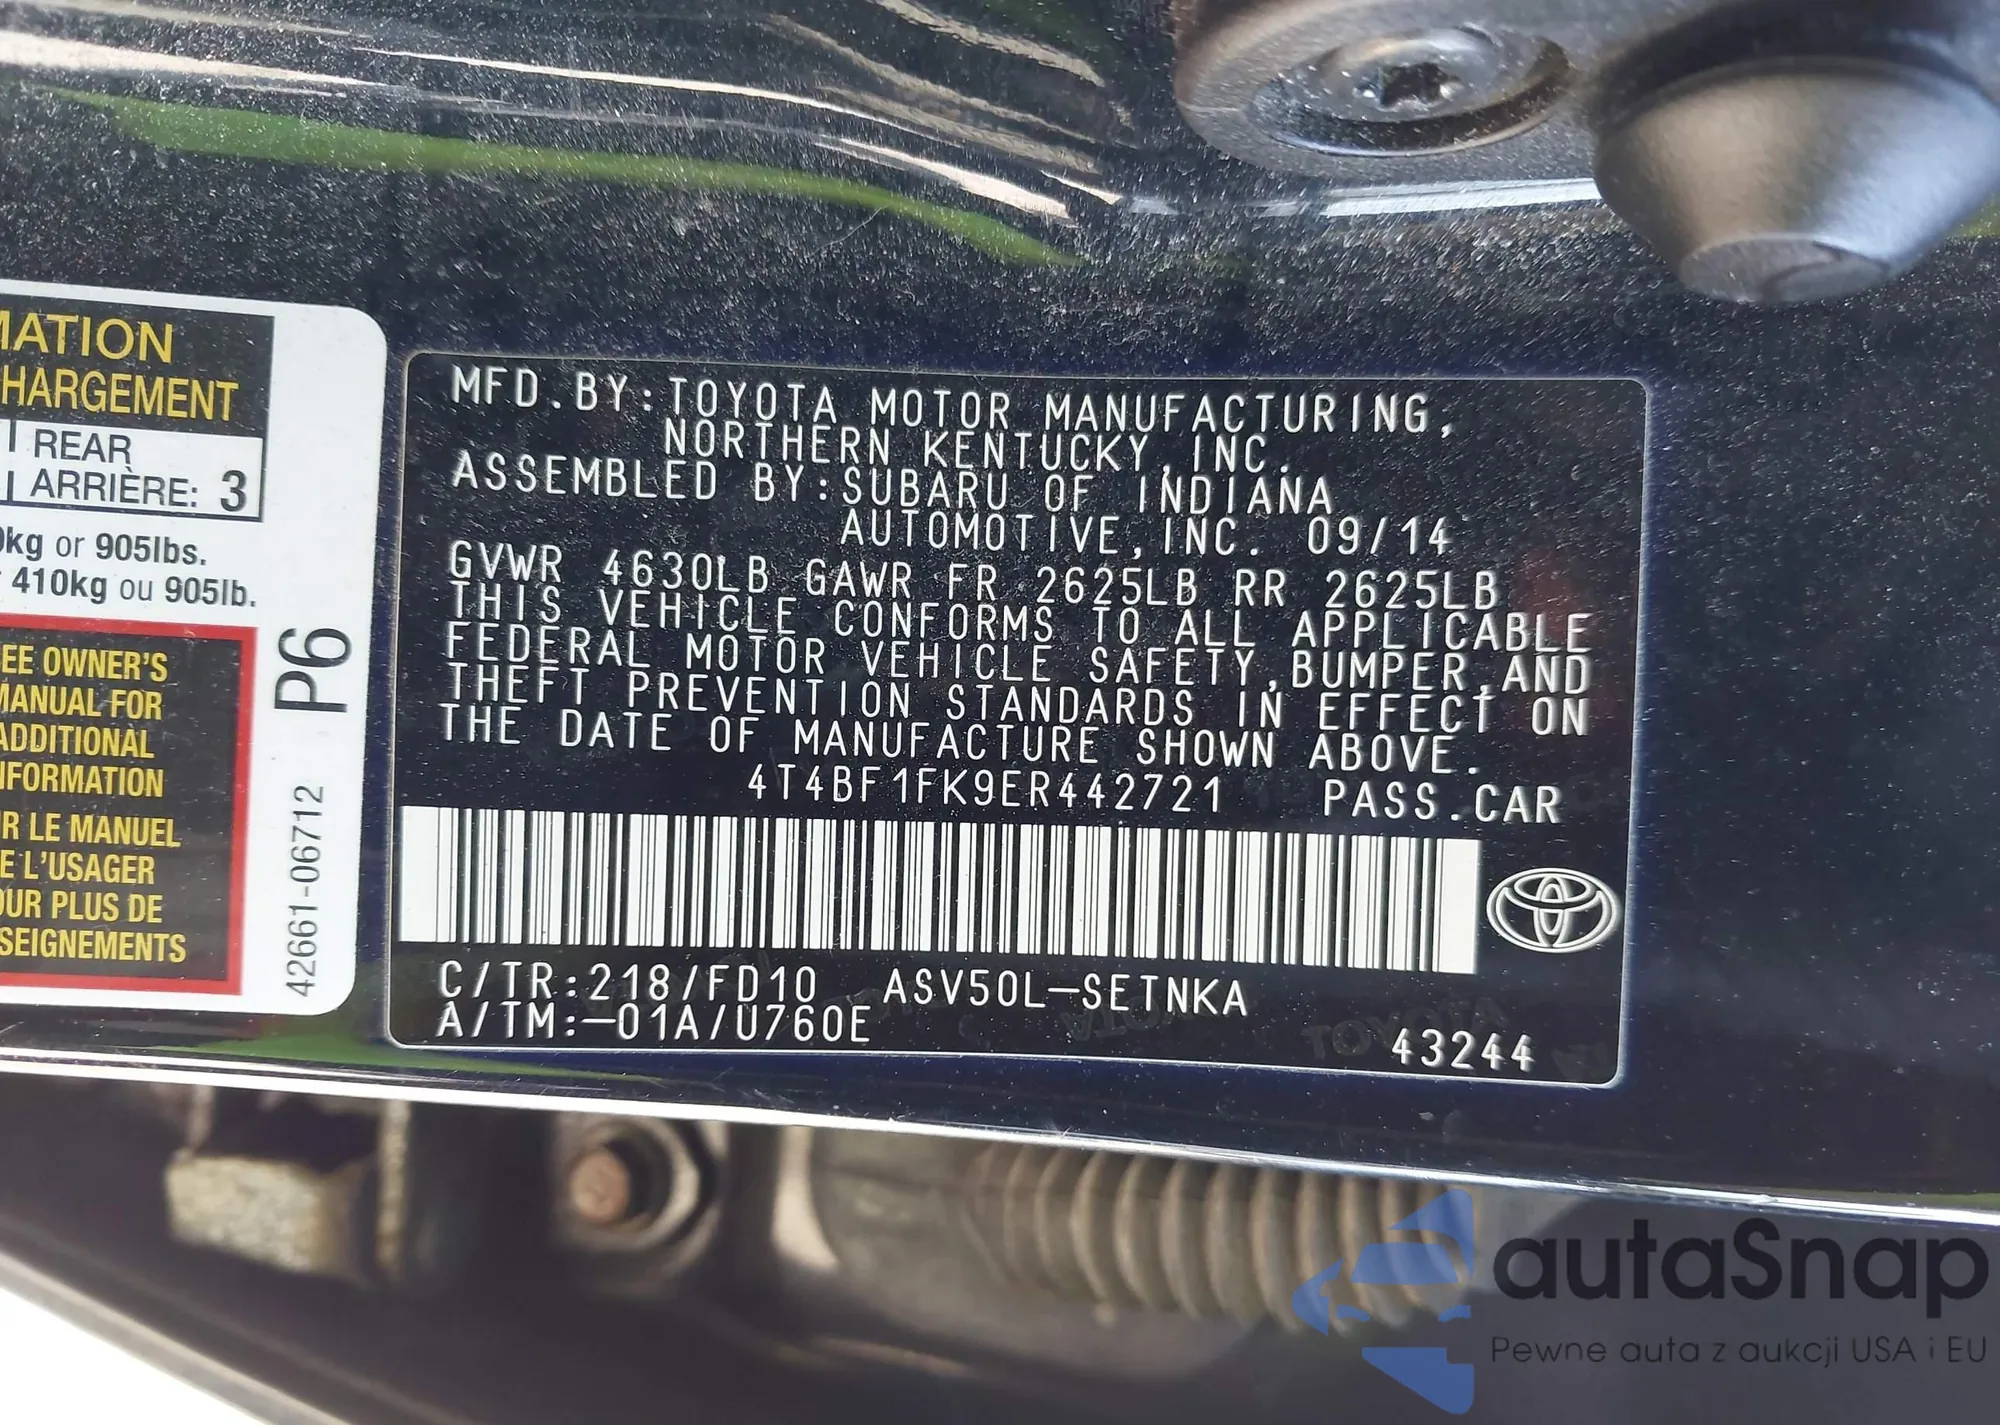 MATION
CHARGEMENT
REAR
ARRIÈRE: 3
0kg or 905lbs.
410kg ou 905lb.
SEE OWNER'S
MANUAL FOR
ADDITIONAL
INFORMATION
R LE MANUEL
E L'USAGER
OUR PLUS DE
SEIGNEMENTS
P6
42661-06712
MFD.BY:TOYOTA MOTOR MANUFACTURING,
NORTHERN KENTUCKY,INC.
ASSEMBLED BY:SUBARU OF INDIANA
AUTOMOTIVE,INC. 09/14
GVWR 4630LB GAWR FR 2625LB RR 2625LB
THIS VEHICLE CONFORMS TO ALL APPLICABLE
FEDERAL MOTOR VEHICLE SAFETY,BUMPER,AND
THEFT PREVENTION STANDARDS IN EFFECT ON
THE DATE OF MANUFACTURE SHOWN ABOVE.
4T4BF1FK9ER442721 PASS.CAR
C/TR:218/FD10 ASV50L-SETNKA
A/TM:-01A/U760E
43244
autaSnap
Pewne auta z aukcji USA i EU